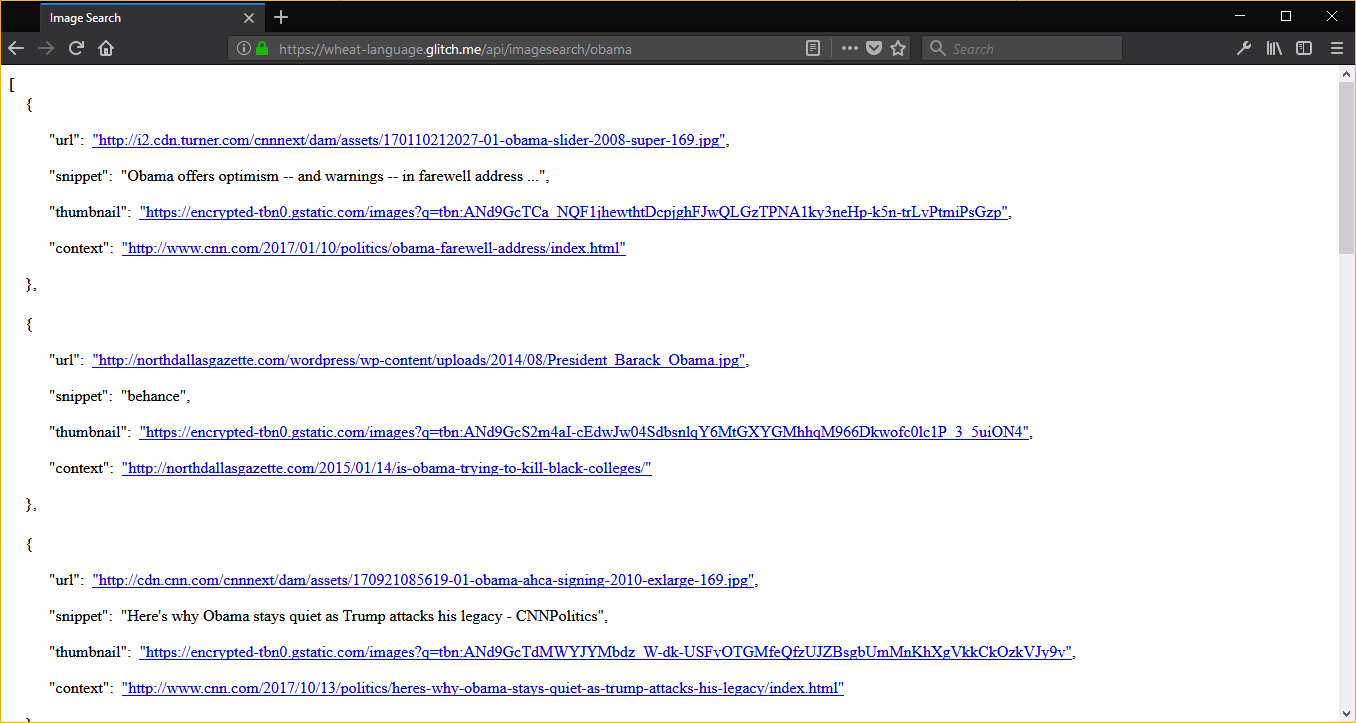 Image Search
https://wheat-language.glitch.me/api/imagesearch/obama
Search
[
{
"url": "http://i2.cdn.turner.com/cnnnext/dam/assets/170110212027-01-obama-slider-2008-super-169.jpg",
"snippet": "Obama offers optimism -- and warnings -- in farewell address ...",
"thumbnail": "https://encrypted-tbn0.gstatic.com/images?q=tbn:ANd9GcTCa_NQF1jhewthtDcpjghFJwQLGzTPNA1ky3neHp-k5n-trLvPtmiPsGzp",
"context": "http://www.cnn.com/2017/01/10/politics/obama-farewell-address/index.html"
},
{
"url": "http://northdallasgazette.com/wordpress/wp-content/uploads/2014/08/President_Barack_Obama.jpg",
"snippet": "behance",
"thumbnail": "https://encrypted-tbn0.gstatic.com/images?q=tbn:ANd9GcS2m4aI-cEdwJw04SdbsnlqY6MtGXYGMhhqM966Dkwofc0lc1P_3_5uiON4",
"context": "http://northdallasgazette.com/2015/01/14/is-obama-trying-to-kill-black-colleges/"
},
{
"url": "http://cdn.cnn.com/cnnnext/dam/assets/170921085619-01-obama-ahca-signing-2010-exlarge-169.jpg",
"snippet": "Here's why Obama stays quiet as Trump attacks his legacy - CNNPolitics",
"thumbnail": "https://encrypted-tbn0.gstatic.com/images?q=tbn:ANd9GcTdMWYJYMbdz_W-dk-USFvOTGMfeQfzUJZBsgbUmMnKhXgVkkCkOzkVJy9v",
"context": "http://www.cnn.com/2017/10/13/politics/heres-why-obama-stays-quiet-as-trump-attacks-his-legacy/index.html"